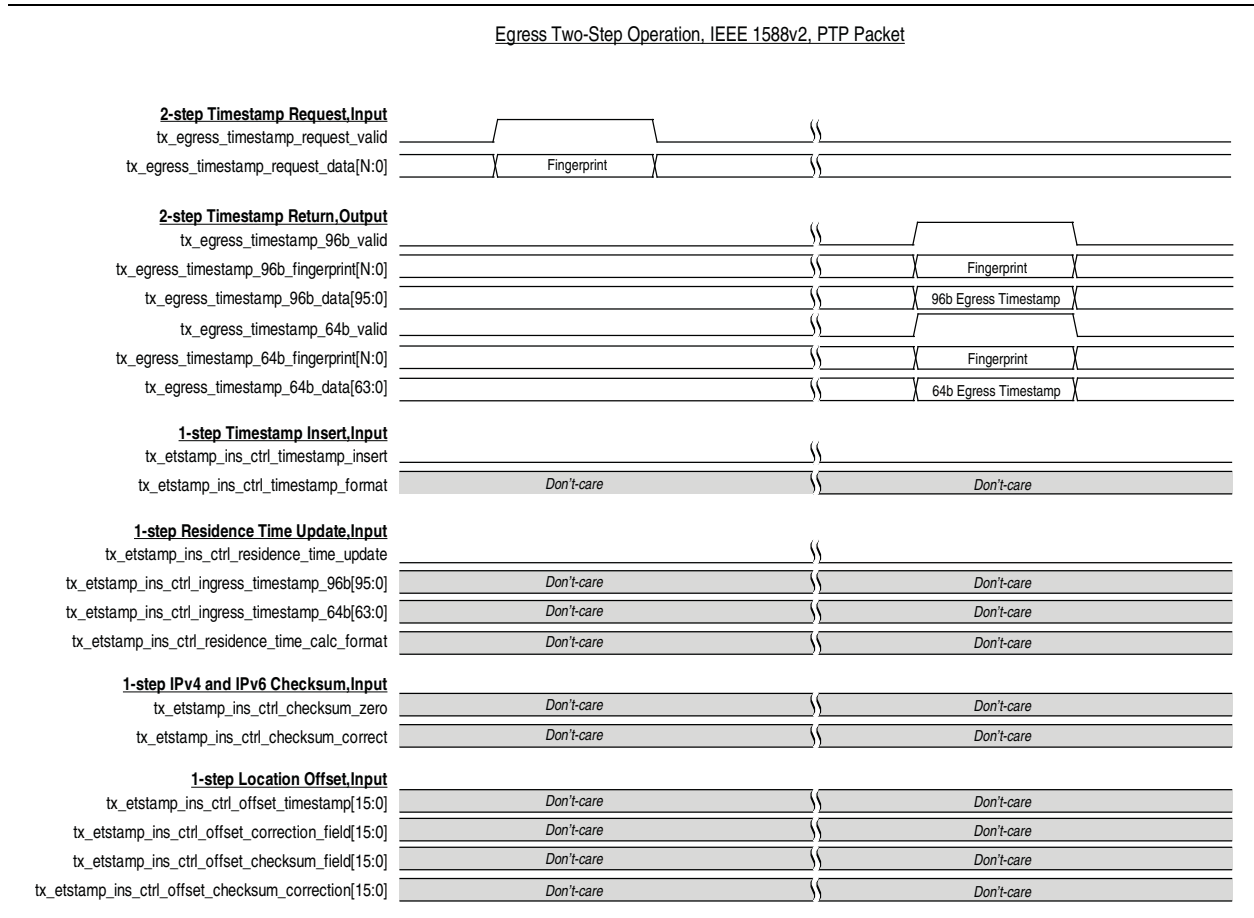 Egress Two-Step Operation, IEEE 1588v2, PTP Packet
2-step Timestamp Request,Input
tx_egress_timestamp_request_valid
tx_egress_timestamp_request_data[N:0] Fingerprint
2-step Timestamp Return,Output
tx_egress_timestamp_96b_valid
tx_egress_timestamp_96b_fingerprint[N:0] Fingerprint
tx_egress_timestamp_96b_data[95:0] 96b Egress Timestamp
tx_egress_timestamp_64b_valid
tx_egress_timestamp_64b_fingerprint[N:0] Fingerprint
tx_egress_timestamp_64b_data[63:0] 64b Egress Timestamp
1-step Timestamp Insert,Input
tx_etstamp_ins_ctrl_timestamp_insert
tx_etstamp_ins_ctrl_timestamp_format Don't-care Don't-care
1-step Residence Time Update,Input
tx_etstamp_ins_ctrl_residence_time_update
tx_etstamp_ins_ctrl_ingress_timestamp_96b[95:0] Don't-care Don't-care
tx_etstamp_ins_ctrl_ingress_timestamp_64b[63:0] Don't-care Don't-care
tx_etstamp_ins_ctrl_residence_time_calc_format Don't-care Don't-care
1-step IPv4 and IPv6 Checksum,Input
tx_etstamp_ins_ctrl_checksum_zero Don't-care Don't-care
tx_etstamp_ins_ctrl_checksum_correct Don't-care Don't-care
1-step Location Offset,Input
tx_etstamp_ins_ctrl_offset_timestamp[15:0] Don't-care Don't-care
tx_etstamp_ins_ctrl_offset_correction_field[15:0] Don't-care Don't-care
tx_etstamp_ins_ctrl_offset_checksum_field[15:0] Don't-care Don't-care
tx_etstamp_ins_ctrl_offset_checksum_correction[15:0] Don't-care Don't-care